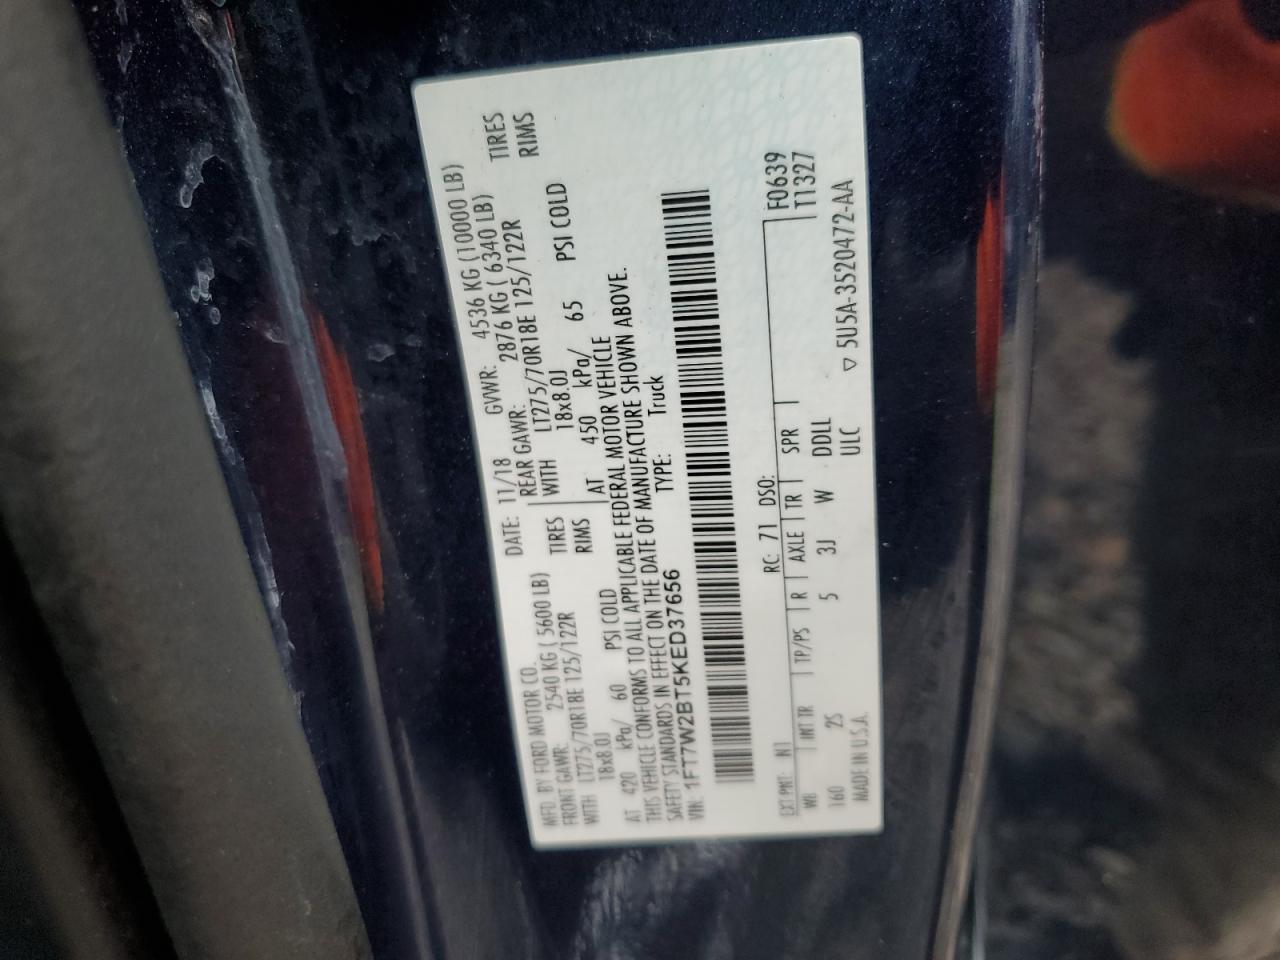 MFD. BY FORD MOTOR CO.
DATE: 11/18 GVWR: 4536 KG (10000 LB)
FRONT GAWR: 2540 KG ( 5600 LB)
REAR GAWR: 2876 KG ( 6340 LB)
WITH LT275/70R18E 125/122R TIRES
WITH LT275/70R18E 125/122R TIRES
18x8.0J RIMS
18x8.0J RIMS
AT 420 kPa/ 60 PSI COLD
AT 450 kPa/ 65 PSI COLD
THIS VEHICLE CONFORMS TO ALL APPLICABLE FEDERAL MOTOR VEHICLE
SAFETY STANDARDS IN EFFECT ON THE DATE OF MANUFACTURE SHOWN ABOVE.
VIN: 1FT7W2BT5KED37656 TYPE: Truck
EXT PNT: N1 RC: 71 DSO: F0639
WB INT TR TP/PS R AXLE TR SPR T1327
160 2S 5 3J W DDLL
MADE IN U.S.A. ULC ▽ 5U5A-3520472-AA